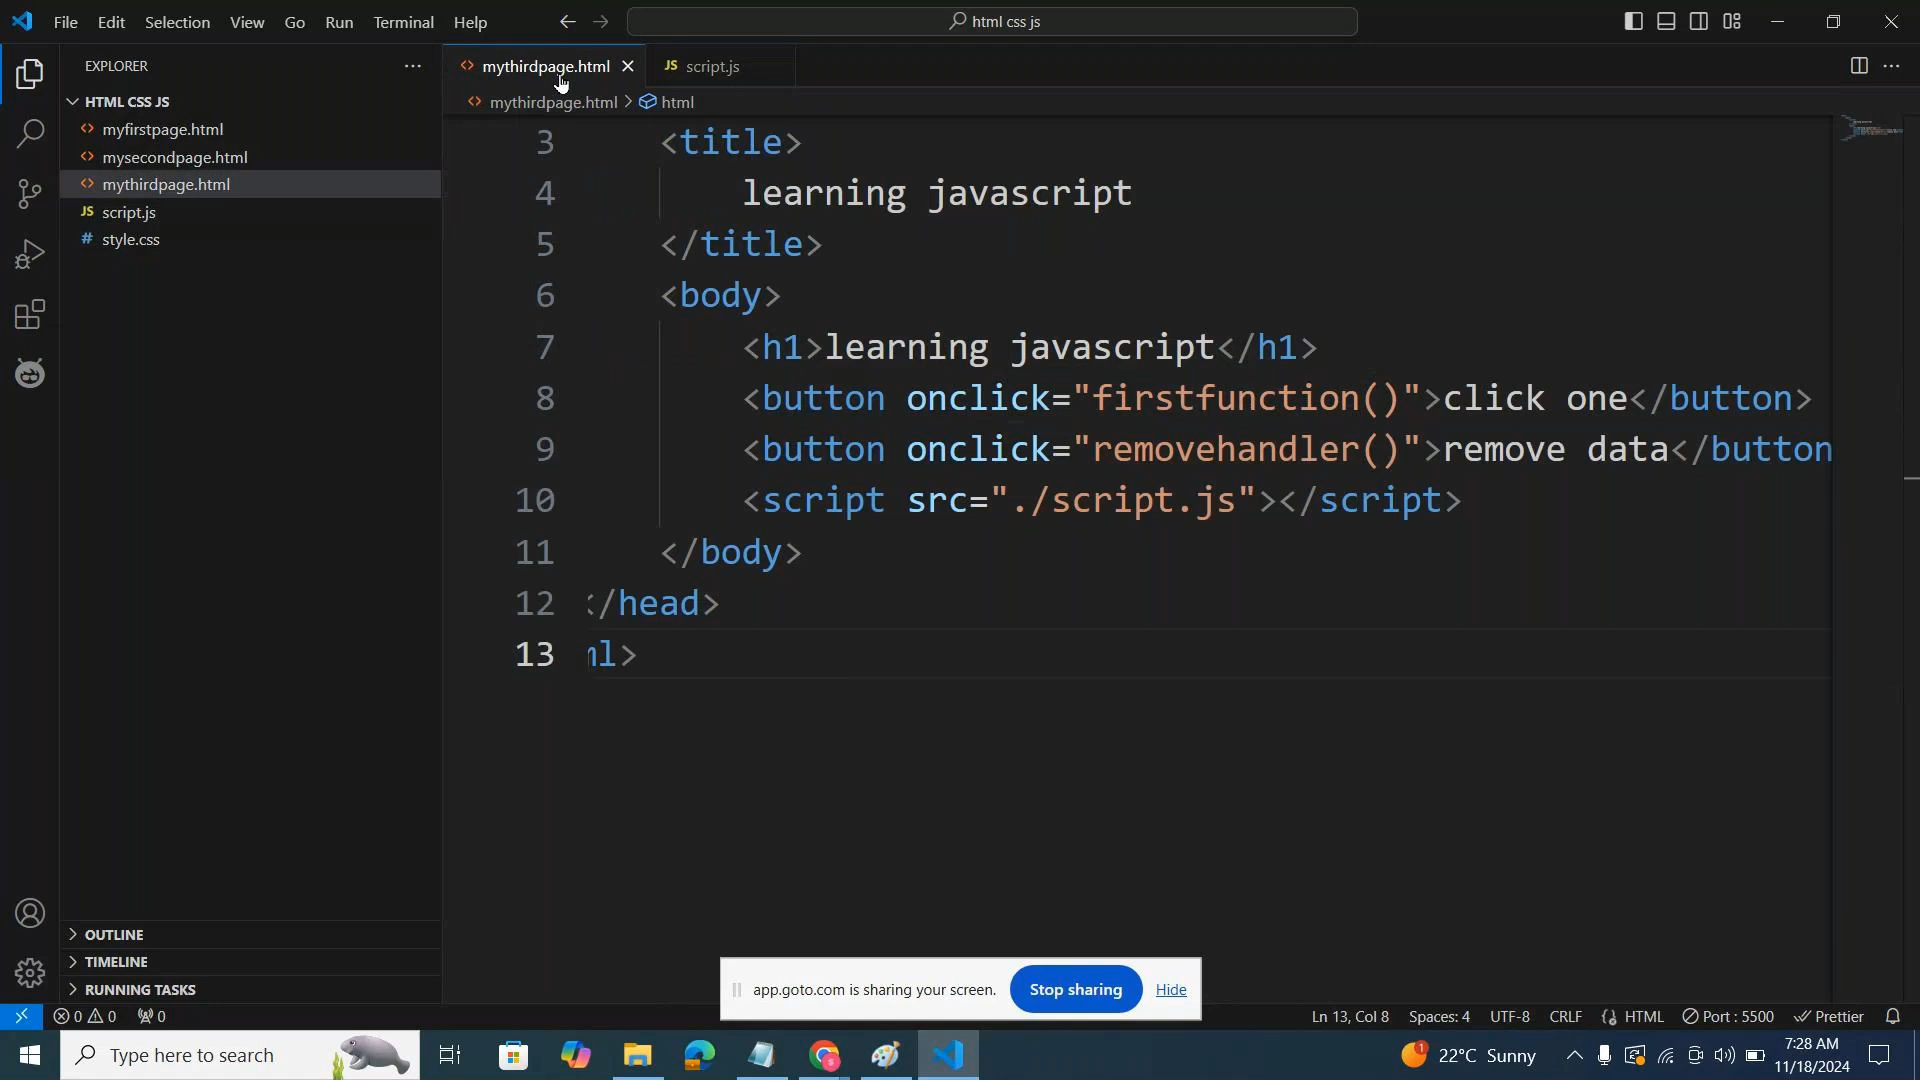 File Edit Selection View Go Run Terminal Help
html css js
EXPLORER
HTML CSS JS
myfirstpage.html
mysecondpage.html
mythirdpage.html
JS script.js
# style.css
OUTLINE
TIMELINE
RUNNING TASKS
mythirdpage.html JS script.js
mythirdpage.html > html
3 <title>
4 learning javascript
5 </title>
6 <body>
7 <h1>learning javascript</h1>
8 <button onclick="firstfunction()">click one</button>
9 <button onclick="removehandler()">remove data</button
10 <script src="./script.js"></script>
11 </body>
12 </head>
13 ml>
app.goto.com is sharing your screen. Stop sharing Hide
0 0 0 Ln 13, Col 8 Spaces: 4 UTF-8 CRLF HTML Port : 5500 Prettier
Type here to search 1 22°C Sunny 7:28 AM
11/18/2024